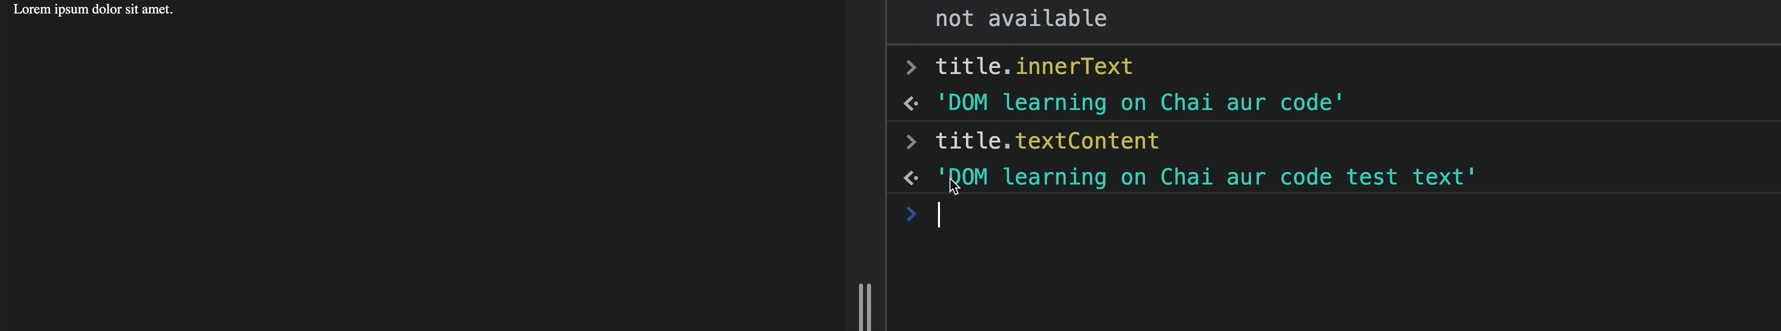 Lorem ipsum dolor sit amet.
not available
> title.innerText
'DOM learning on Chai aur code'
> title.textContent
'DOM learning on Chai aur code test text'
>